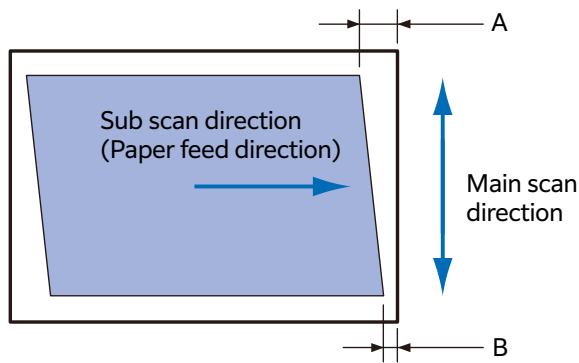 A
Sub scan direction
(Paper feed direction)
Main scan
direction
B